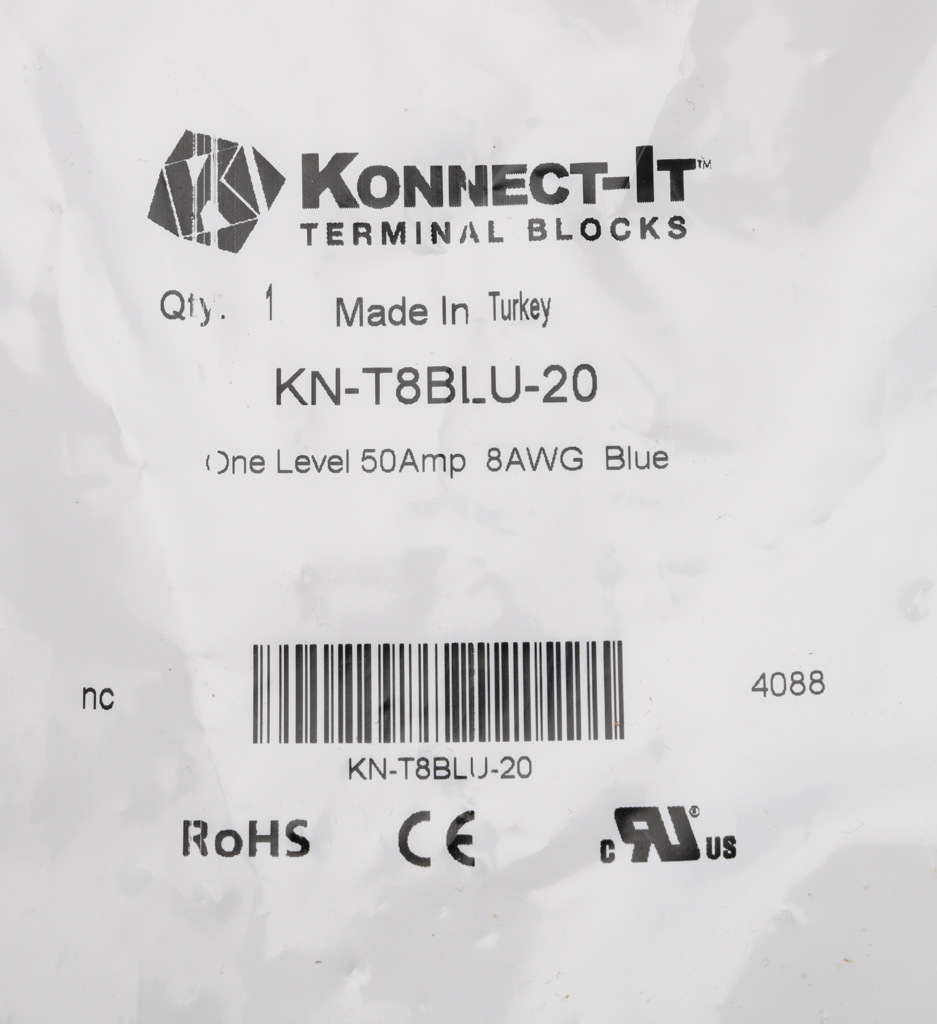 KONNECT-IT™
TERMINAL BLOCKS
Qty. 1 Made In Turkey
KN-T8BLU-20
One Level 50Amp 8AWG Blue
nc
4088
KN-T8BLU-20
RoHS CE c RU® US